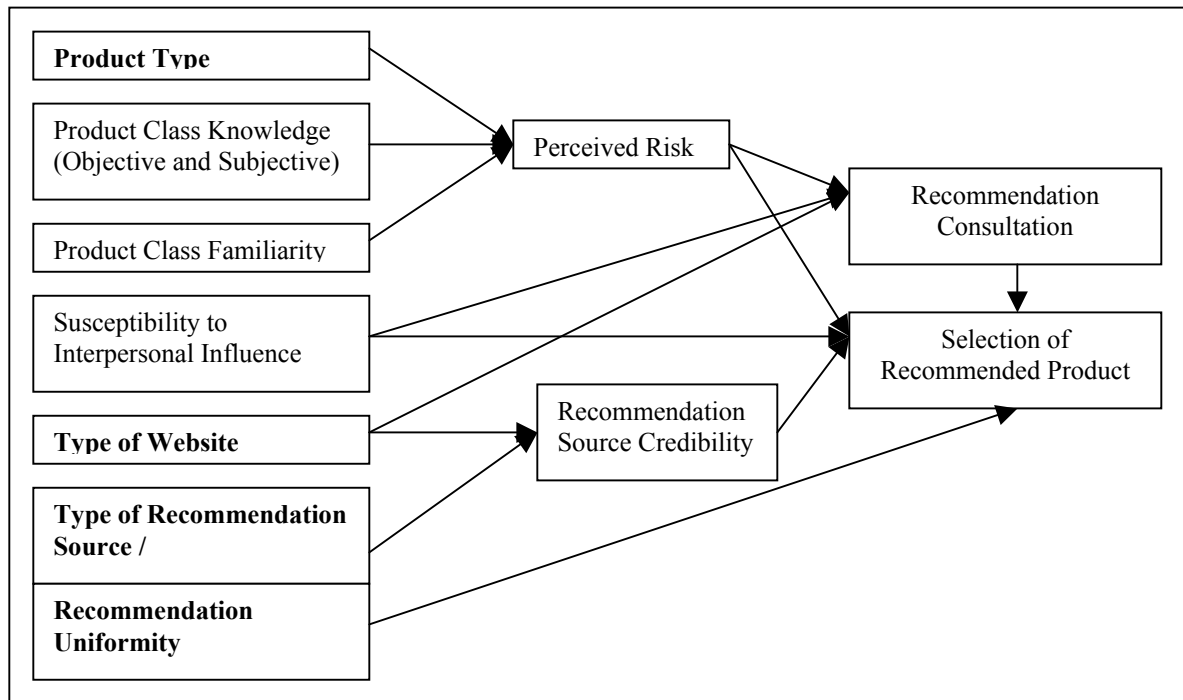 Product Type
Product Class Knowledge
(Objective and Subjective)
Product Class Familiarity
Susceptibility to
Interpersonal Influence
Type of Website
Type of Recommendation
Source /
Recommendation
Uniformity
Perceived Risk
Recommendation
Source Credibility
Recommendation
Consultation
Selection of
Recommended Product